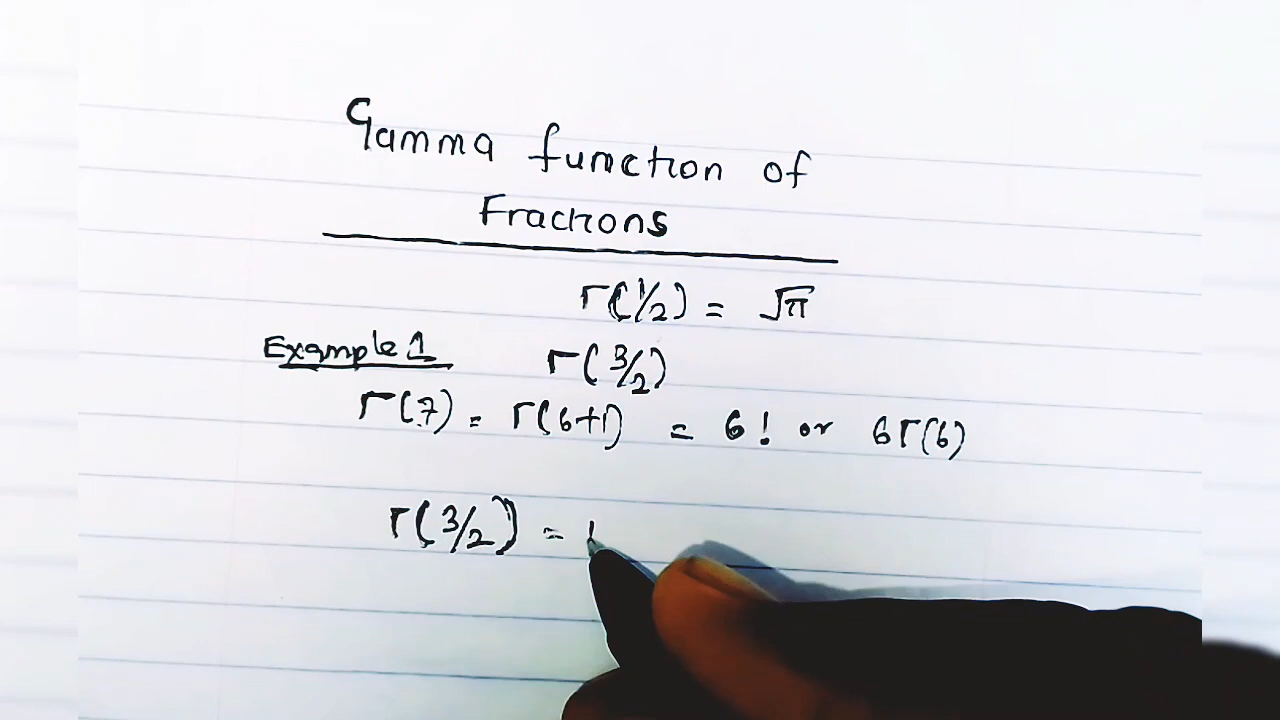 Gamma function of
Fractions
Γ(1/2) = √π
Example 1 Γ(3/2)
Γ(7) = Γ(6+1) = 6! or 6Γ(6)
Γ(3/2) =